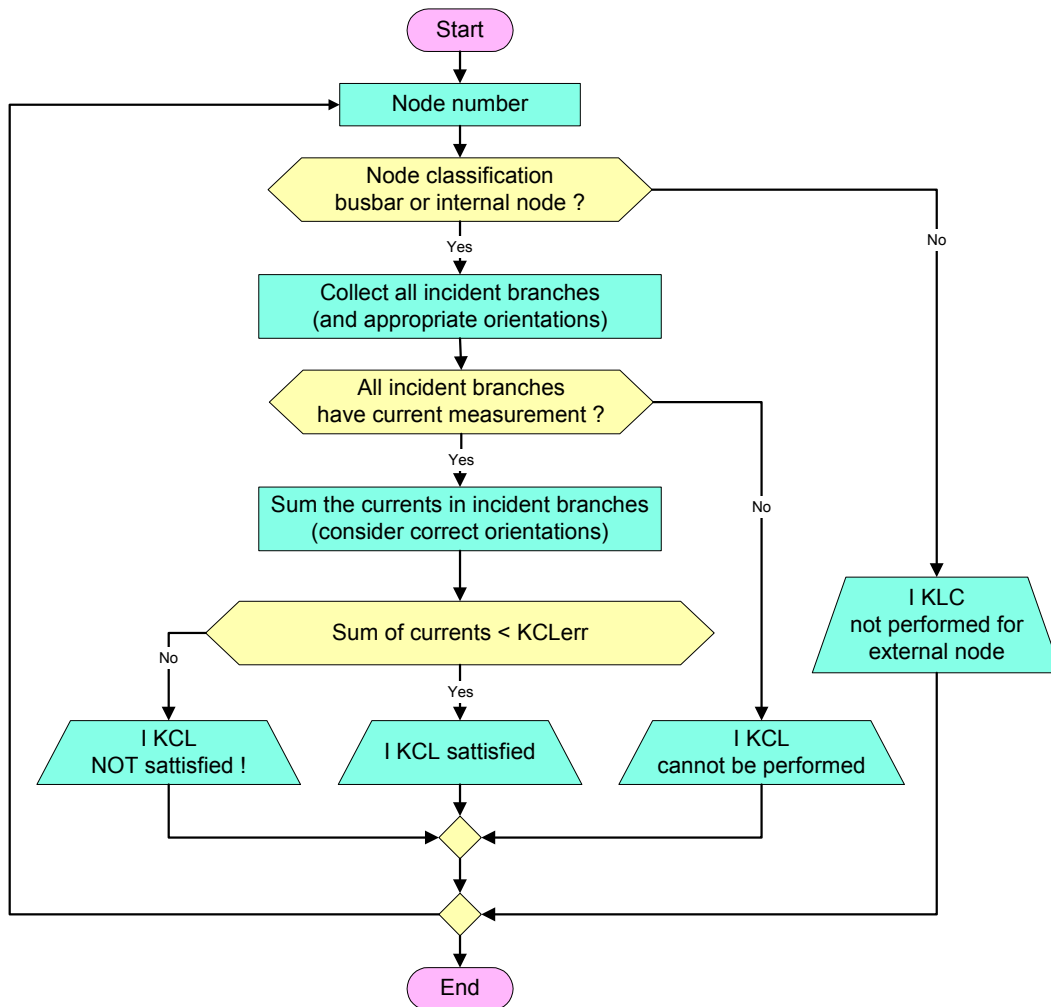 Start
Node number
Node classification
busbar or internal node ?
No
Yes
Collect all incident branches
(and appropriate orientations)
All incident branches
have current measurement ?
Yes
No
Sum the currents in incident branches
(consider correct orientations)
I KLC
not performed for
external node
Sum of currents < KCLerr
No
Yes
I KCL
NOT sattisfied !
I KCL sattisfied
I KCL
cannot be performed
End